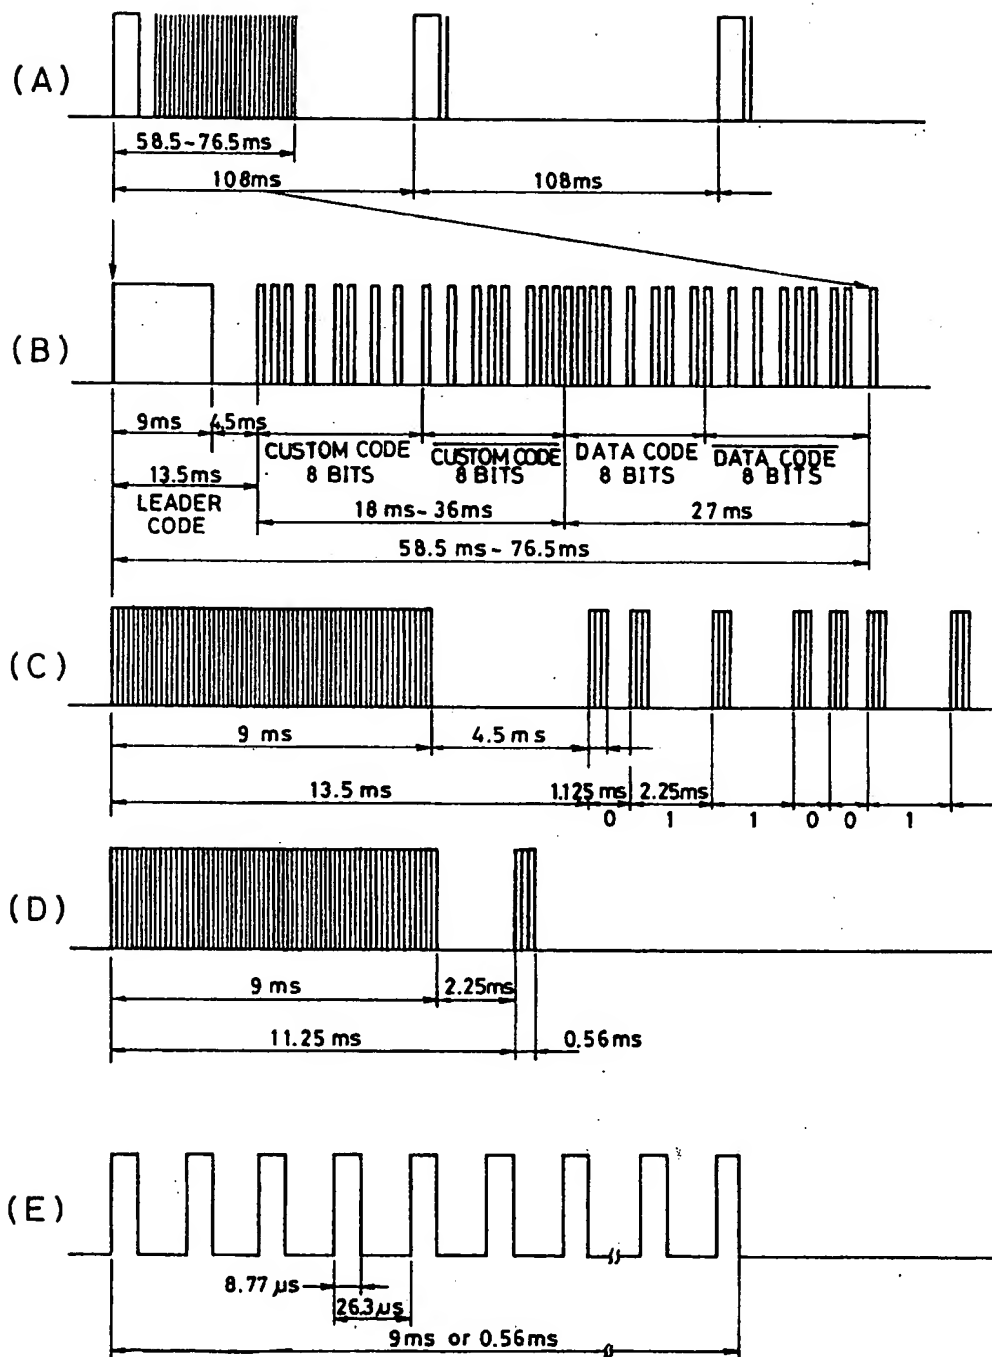 (A)
58.5~76.5ms
108ms
108ms
(B)
9ms
4.5ms
CUSTOM CODE
8 BITS
CUSTOM CODE
8 BITS
DATA CODE
8 BITS
DATA CODE
8 BITS
13.5ms
LEADER
CODE
18 ms~36ms
27 ms
58.5 ms~76.5ms
(C)
9 ms
4.5 ms
13.5 ms
1.125 ms
2.25ms
0
1
1
0
0
1
(D)
9 ms
2.25ms
11.25 ms
0.56ms
(E)
8.77 µs
26.3 µs
9ms or 0.56ms